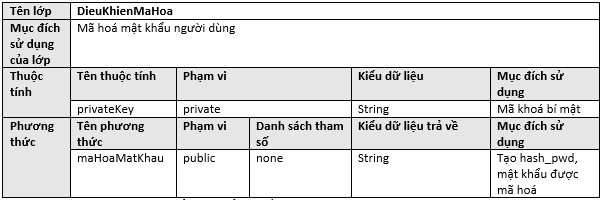 Tên lớp DieuKhienMaHoa
Mục đích sử dụng của lớp Mã hoá mật khẩu người dùng
Thuộc tính Tên thuộc tính Phạm vi Kiểu dữ liệu Mục đích sử dụng
privateKey private String Mã khoá bí mật
Phương thức Tên phương thức Phạm vi Danh sách tham số Kiểu dữ liệu trả về Mục đích sử dụng
maHoaMatKhau public none String Tạo hash_pwd, mật khẩu được mã hoá